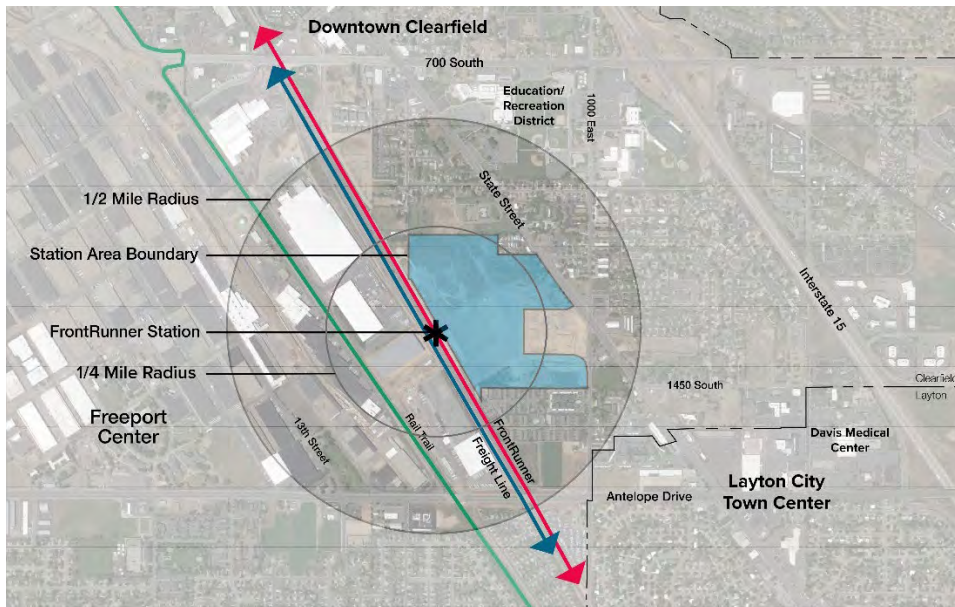 Downtown Clearfield
700 South
Education/
Recreation
District
1000 East
1/2 Mile Radius
State Street
Station Area Boundary
Interstate 15
FrontRunner Station
1/4 Mile Radius
1450 South
Clearfield
Layton
Freeport
Center
13th Street
Rail Trail
FrontRunner
Freight Line
Davis Medical
Center
Layton City
Town Center
Antelope Drive